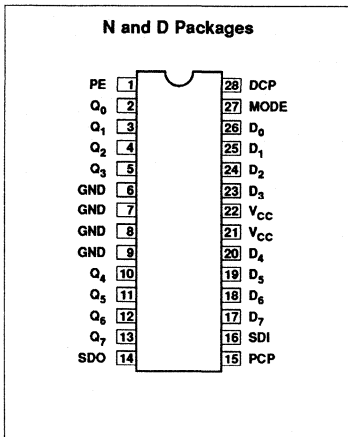 N and D Packages
PE 1 28 DCP
Q0 2 27 MODE
Q1 3 26 D0
Q2 4 25 D1
Q3 5 24 D2
GND 6 23 D3
GND 7 22 VCC
GND 8 21 VCC
GND 9 20 D4
Q4 10 19 D5
Q5 11 18 D6
Q6 12 17 D7
Q7 13 16 SDI
SDO 14 15 PCP